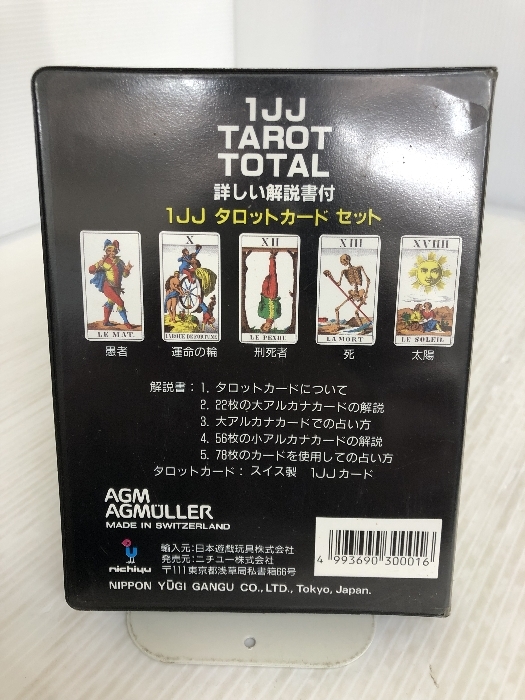 1JJ
TAROT
TOTAL
詳しい解説書付
1JJ タロットカード セット
X
XII
XIII
XVIIII
LE MAT.
LA ROUE DE FORTUNE
LE PENDU
LA MORT
LE SOLEIL
愚者
運命の輪
刑死者
死
太陽
解説書：1. タロットカードについて
2. 22枚の大アルカナカードの解説
3. 大アルカナカードでの占い方
4. 56枚の小アルカナカードの解説
5. 78枚のカードを使用しての占い方
タロットカード：スイス製 1JJカード
AGM
AGMÜLLER
MADE IN SWITZERLAND
nichiyu
輸入元：日本遊戯玩具株式会社
発売元：ニチユー株式会社
〒111 東京都浅草局私書箱66号
NIPPON YŪGI GANGU CO., LTD., Tokyo, Japan.
4 993690 300016